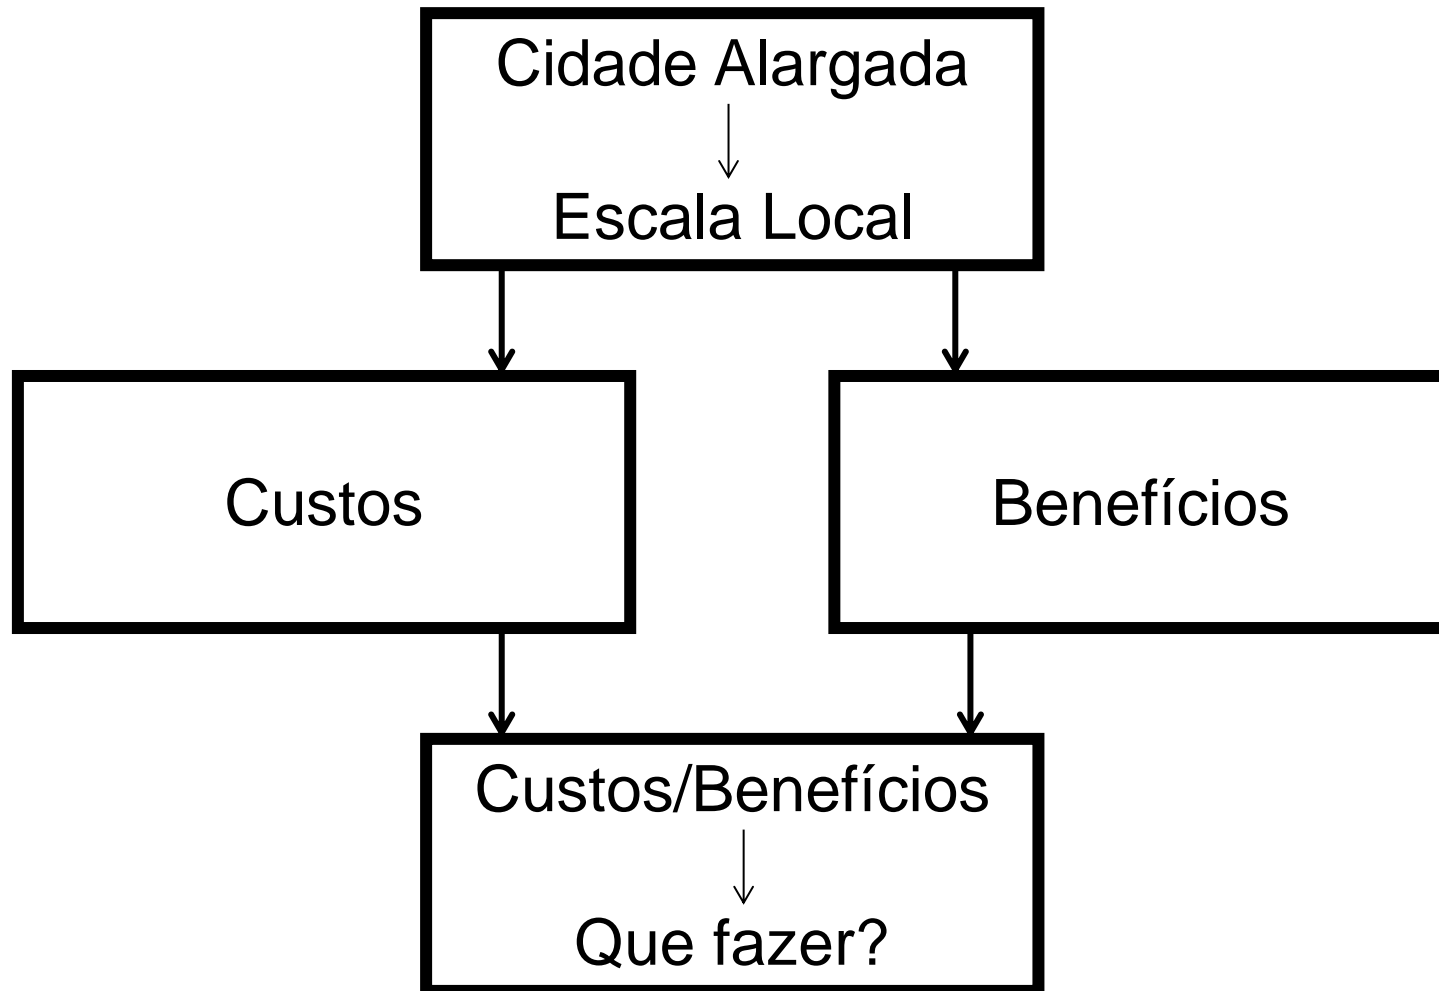 Cidade Alargada
Escala Local
Custos
Benefícios
Custos/Benefícios
Que fazer?